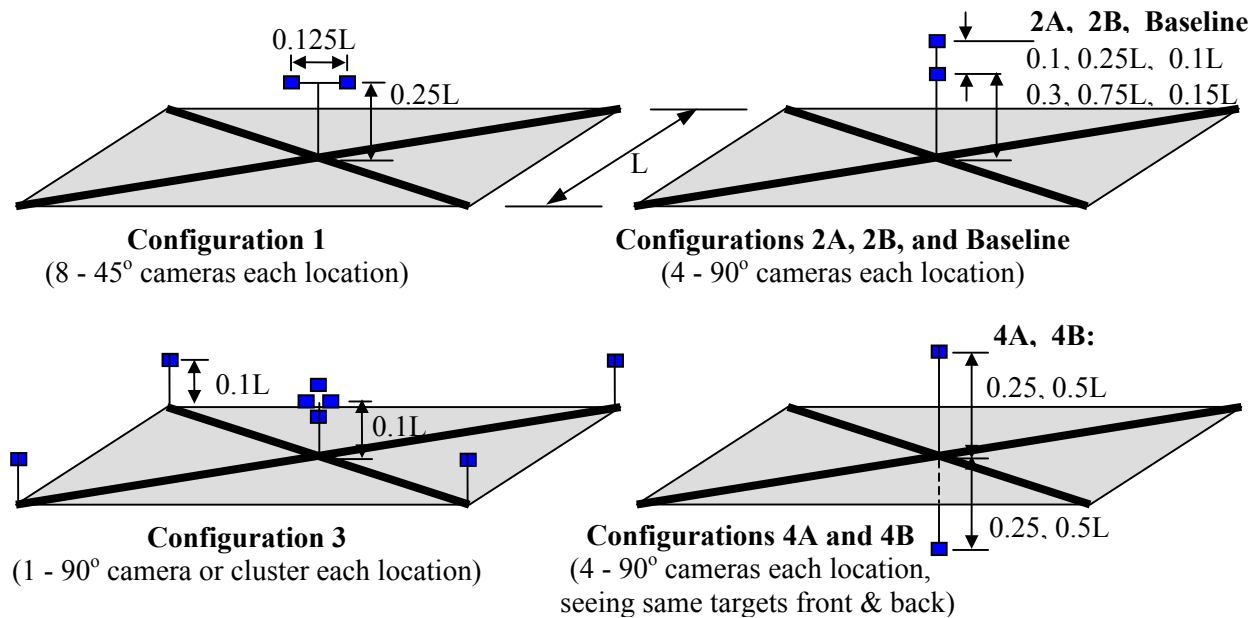 0.125L
0.25L
Configuration 1
(8 - 45° cameras each location)
L
2A, 2B, Baseline
0.1, 0.25L, 0.1L
0.3, 0.75L, 0.15L
Configurations 2A, 2B, and Baseline
(4 - 90° cameras each location)
0.1L
0.1L
Configuration 3
(1 - 90° camera or cluster each location)
4A, 4B:
0.25, 0.5L
0.25, 0.5L
Configurations 4A and 4B
(4 - 90° cameras each location,
seeing same targets front & back)